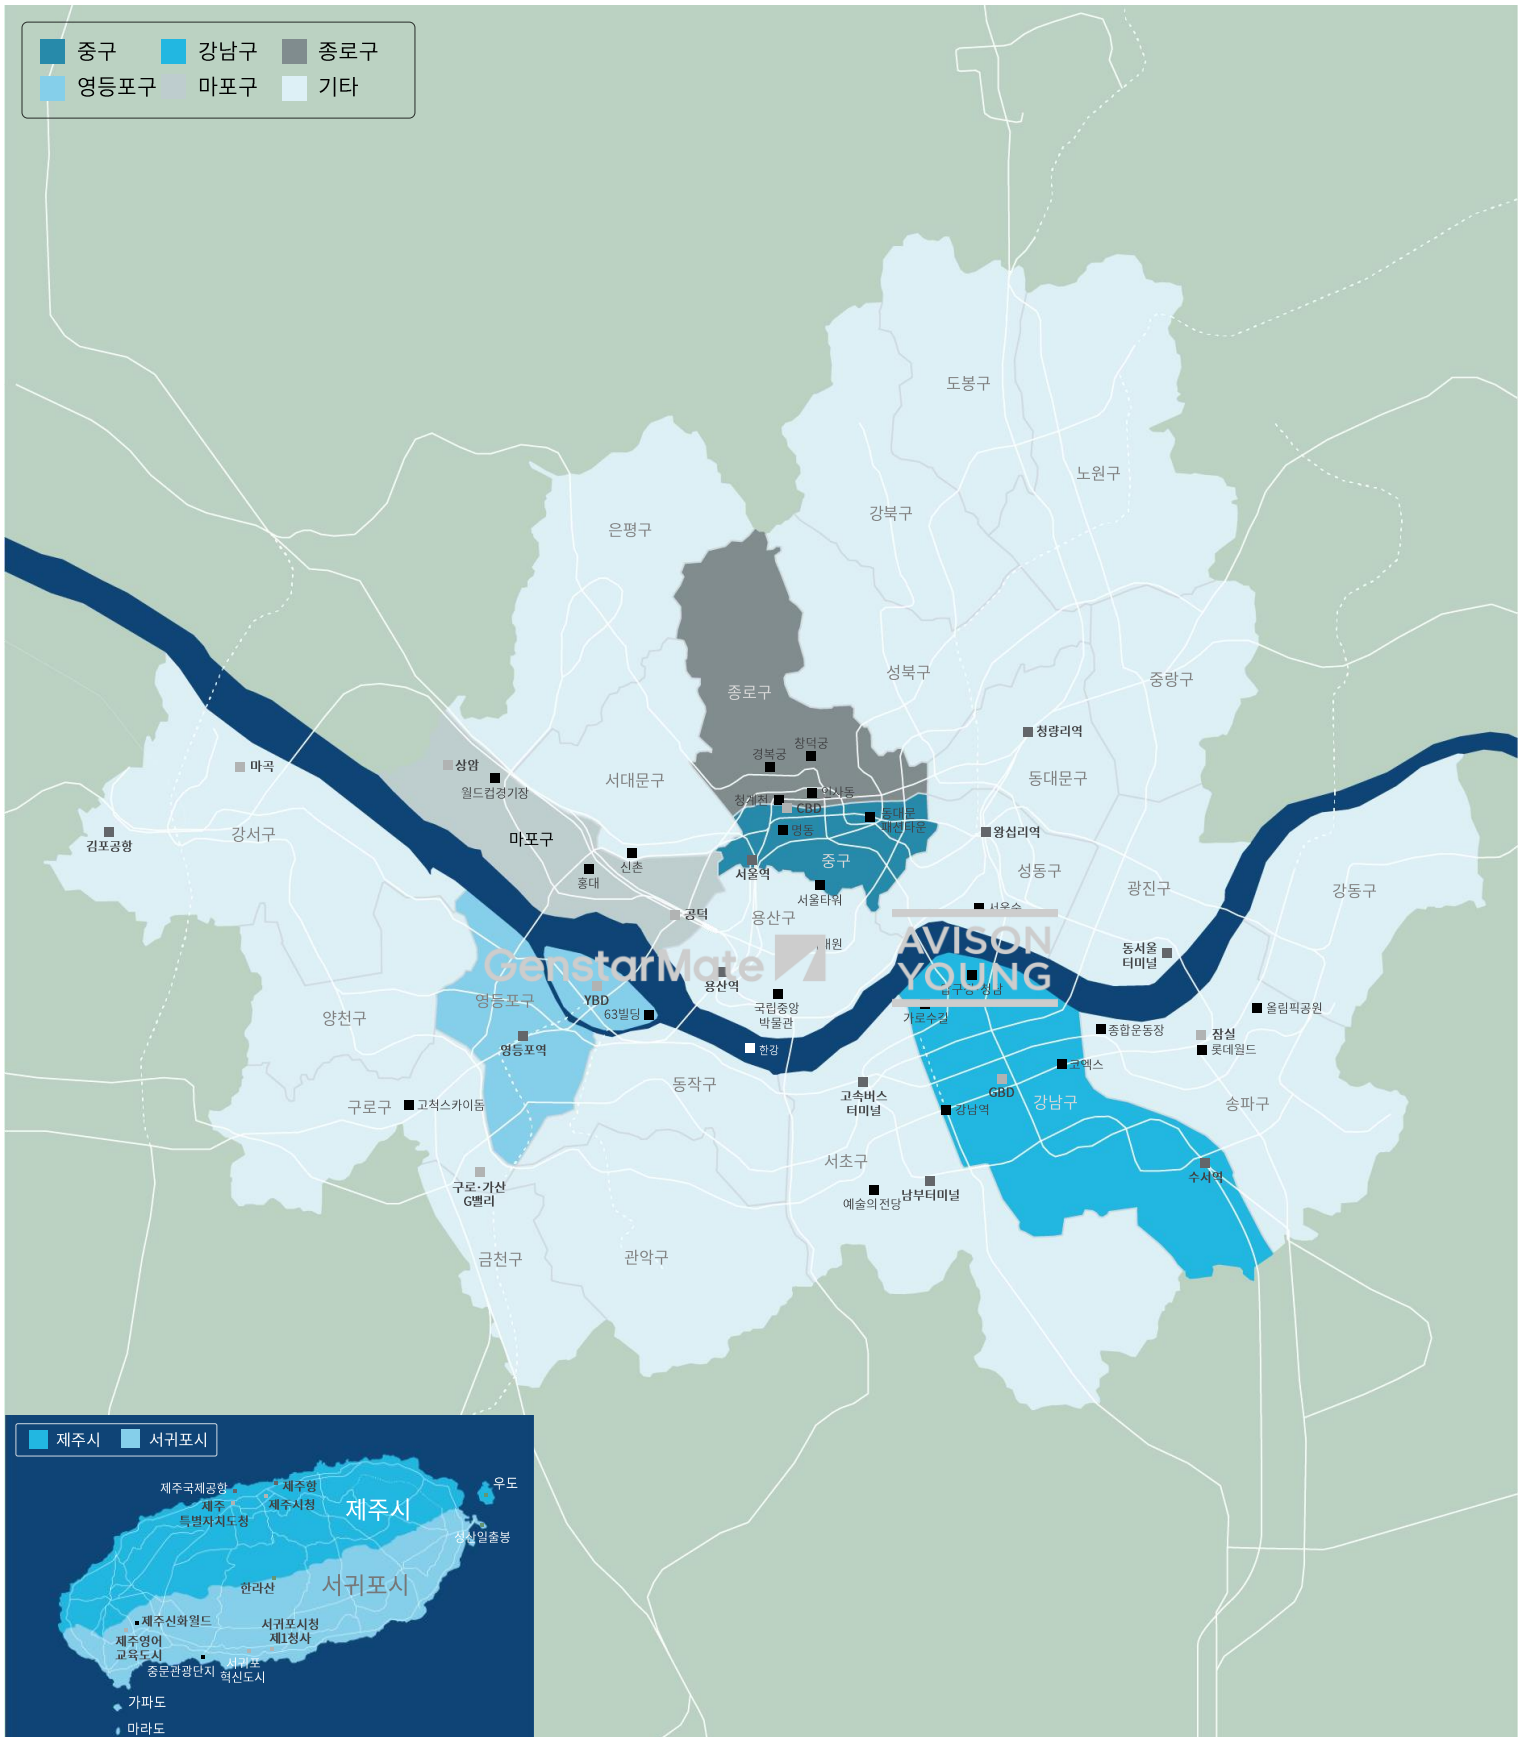 중구
강남구
종로구
영등포구
마포구
기타
도봉구
노원구
강북구
은평구
성북구
중랑구
종로구
청량리역
창덕궁
경복궁
상암
마곡
서대문구
동대문구
월드컵경기장
인사동
청계천
CBD
동대문
패션타운
강서구
김포공항
마포구
명동
왕십리역
신촌
중구
서울역
홍대
성동구
광진구
강동구
서울타워
서울숲
공덕
용산구
AVISON
YOUNG
GenstarMate
동서울
터미널
용산역
영등포구
YBD
63빌딩
국립중앙
박물관
가로수길
올림픽공원
양천구
종합운동장
잠실
롯데월드
영등포역
한강
코엑스
동작구
고속버스
터미널
GBD
강남구
강남역
송파구
구로구
고척스카이돔
서초구
수서역
구로·가산
G밸리
남부터미널
예술의전당
금천구
관악구
제주시
서귀포시
제주국제공항
제주항
우도
제주
특별자치도청
제주시청
제주시
성산일출봉
한라산
서귀포시
제주신화월드
서귀포시청
제1청사
제주영어
교육도시
중문관광단지
서귀포
혁신도시
가파도
마라도